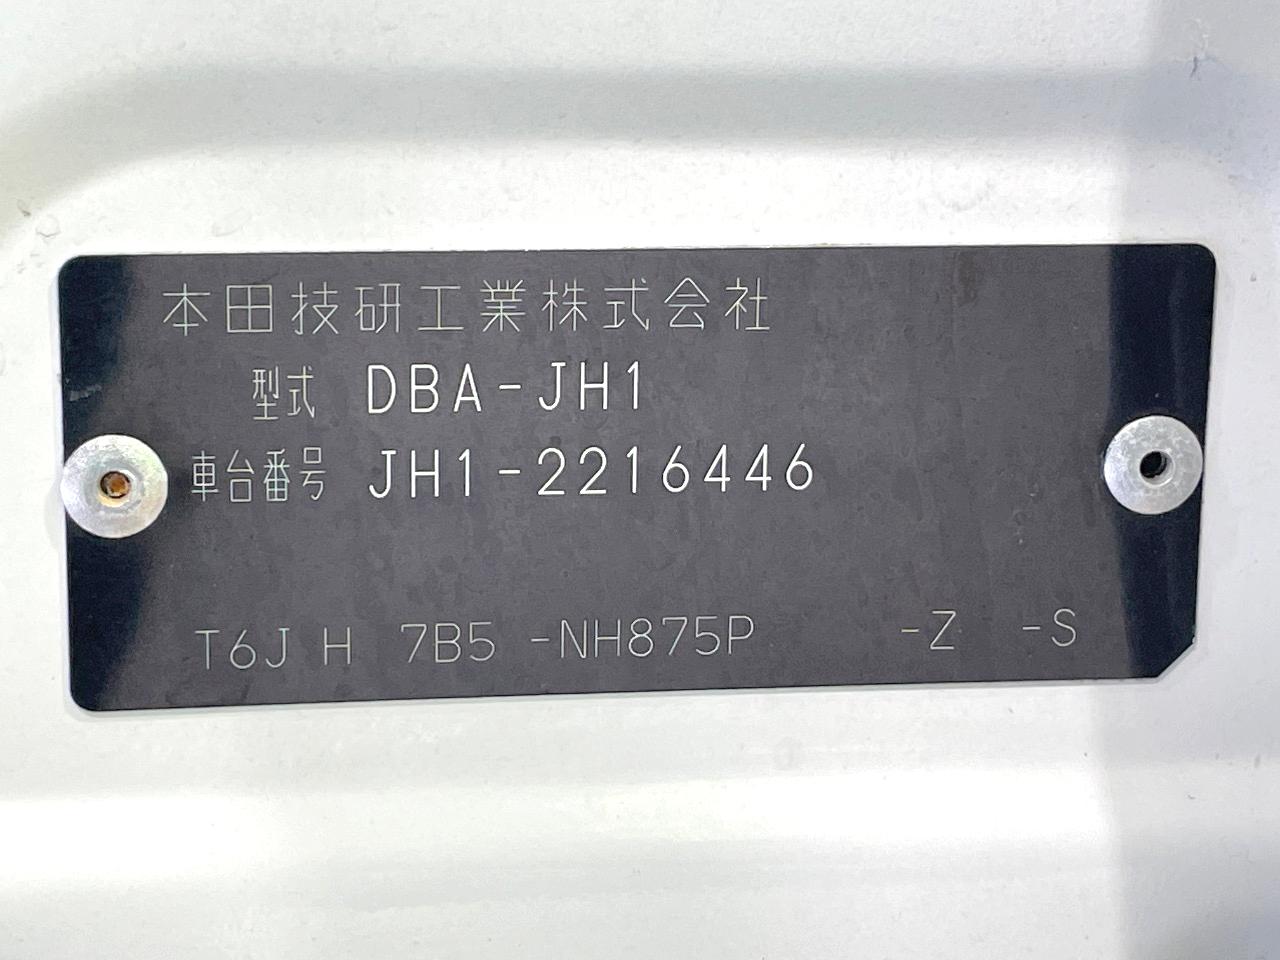 本田技研工業株式会社
型式 DBA-JH1
車台番号 JH1-2216446
T6J H 7B5 -NH875P -Z -S